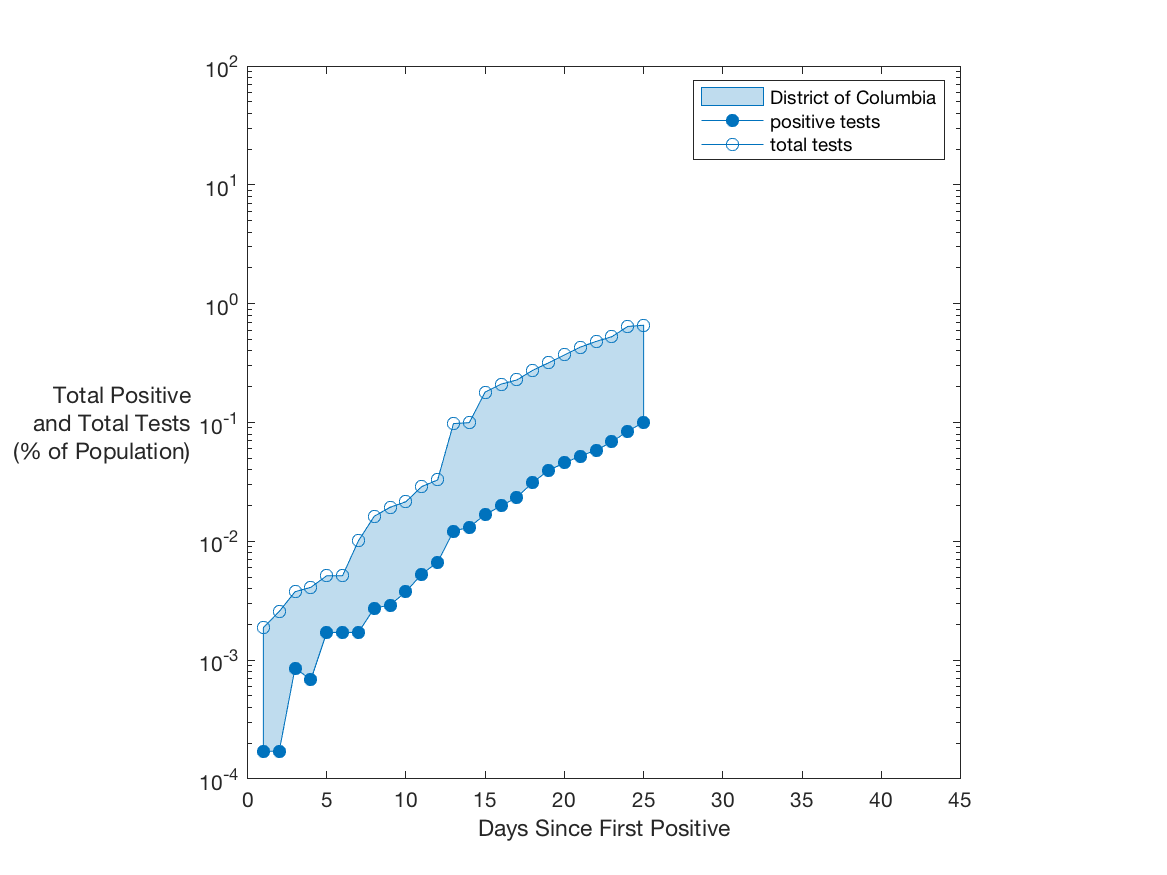 10^2
10^1
10^0
10^-1
10^-2
10^-3
10^-4
Total Positive
and Total Tests
(% of Population)
District of Columbia
positive tests
total tests
0 5 10 15 20 25 30 35 40 45
Days Since First Positive